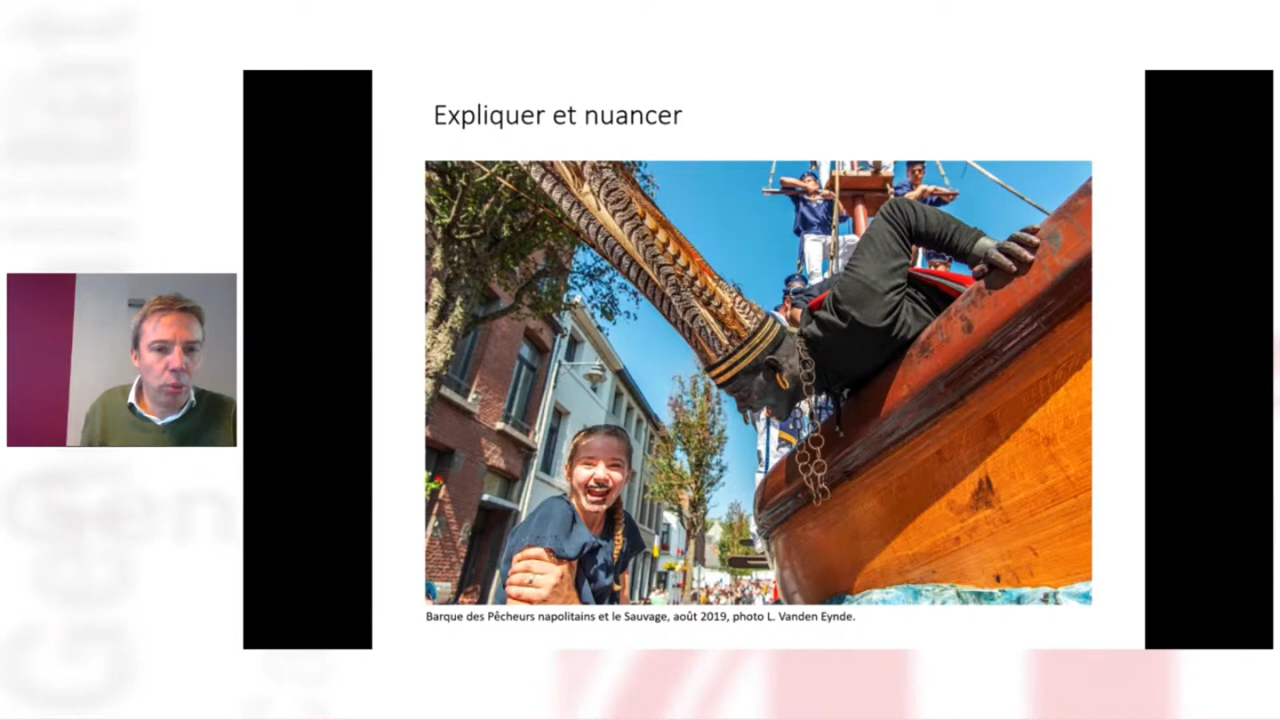 Expliquer et nuancer
Barque des Pêcheurs napolitains et le Sauvage, août 2019, photo L. Vanden Eynde.